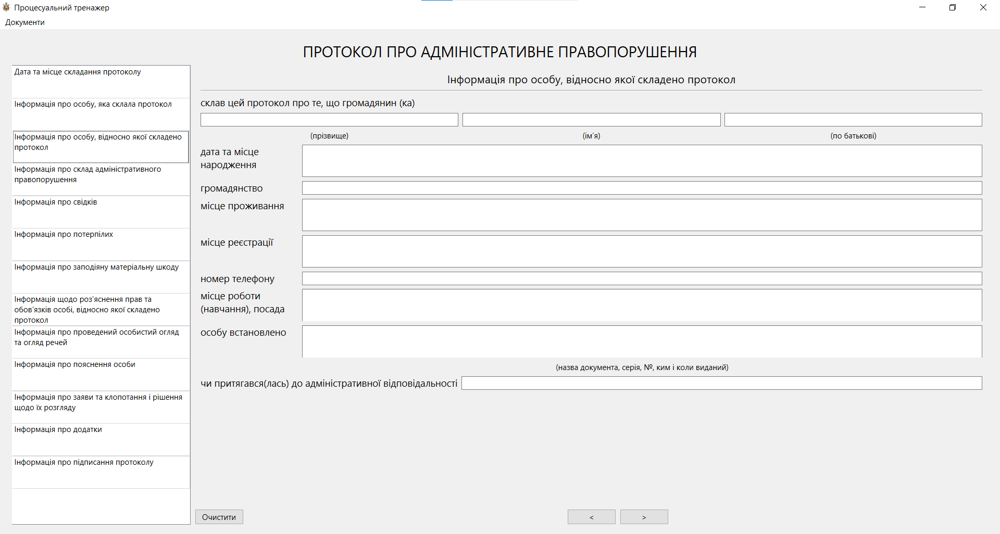 Процесуальний тренажер
Документи
ПРОТОКОЛ ПРО АДМІНІСТРАТИВНЕ ПРАВОПОРУШЕННЯ
Дата та місце складання протоколу
Інформація про особу, яка склала протокол
Інформація про особу, відносно якої складено
протокол
Інформація про склад адміністративного
правопорушення
Інформація про свідків
Інформація про потерпілих
Інформація про заподіяну матеріальну шкоду
Інформація щодо роз'яснення прав та
обов'язків особі, відносно якої складено
протокол
Інформація про проведений особистий огляд
та огляд речей
Інформація про пояснення особи
Інформація про заяви та клопотання і рішення
щодо їх розгляду
Інформація про додатки
Інформація про підписання протоколу
Інформація про особу, відносно якої складено протокол
склав цей протокол про те, що громадянин (ка)
(прізвище) (ім'я) (по батькові)
дата та місце
народження
громадянство
місце проживання
місце реєстрації
номер телефону
місце роботи
(навчання), посада
особу встановлено
(назва документа, серія, №, ким і коли виданий)
чи притягався(лась) до адміністративної відповідальності
Очистити < >